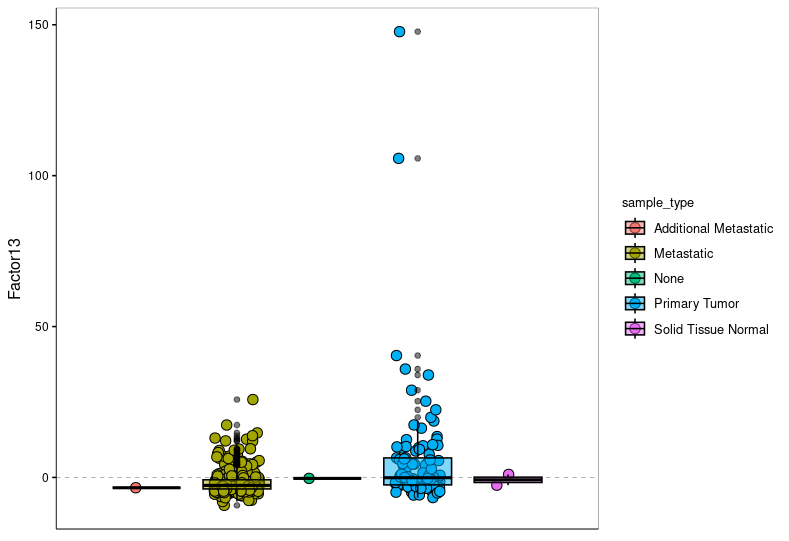 150
100
50
0
Factor13
sample_type
Additional Metastatic
Metastatic
None
Primary Tumor
Solid Tissue Normal